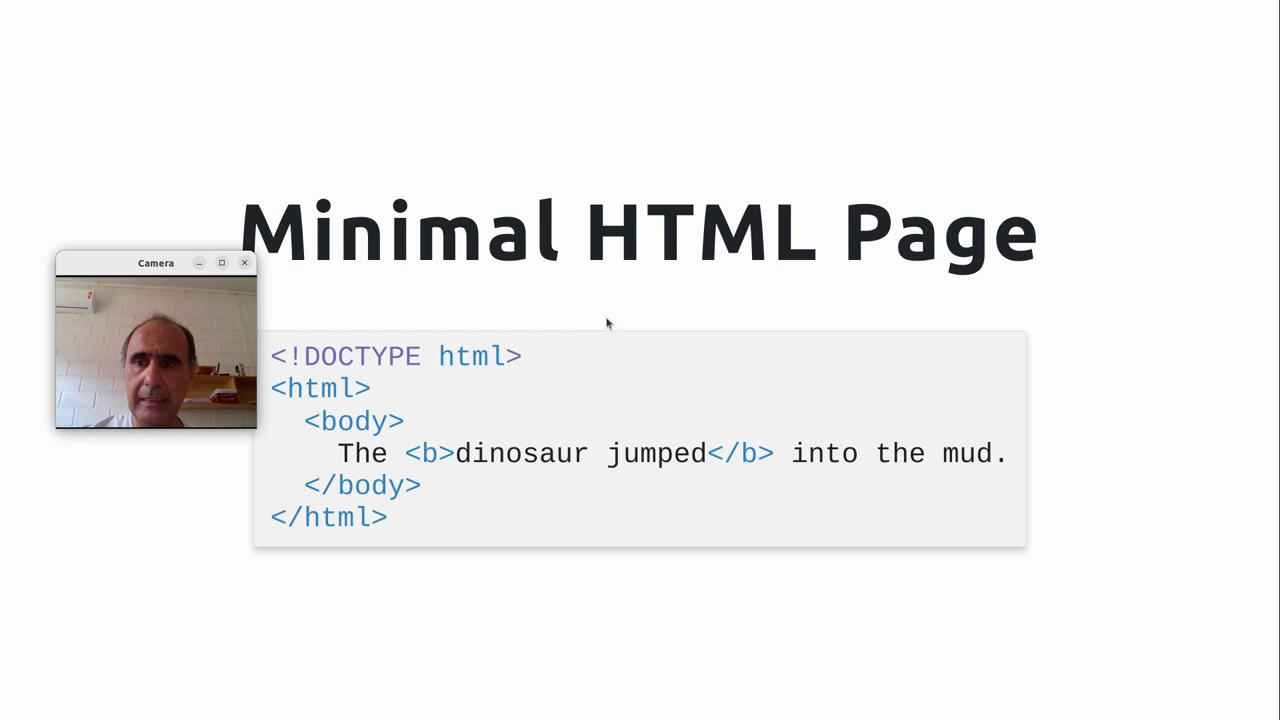 Minimal HTML Page
Camera
<!DOCTYPE html>
<html>
<body>
The <b>dinosaur jumped</b> into the mud.
</body>
</html>